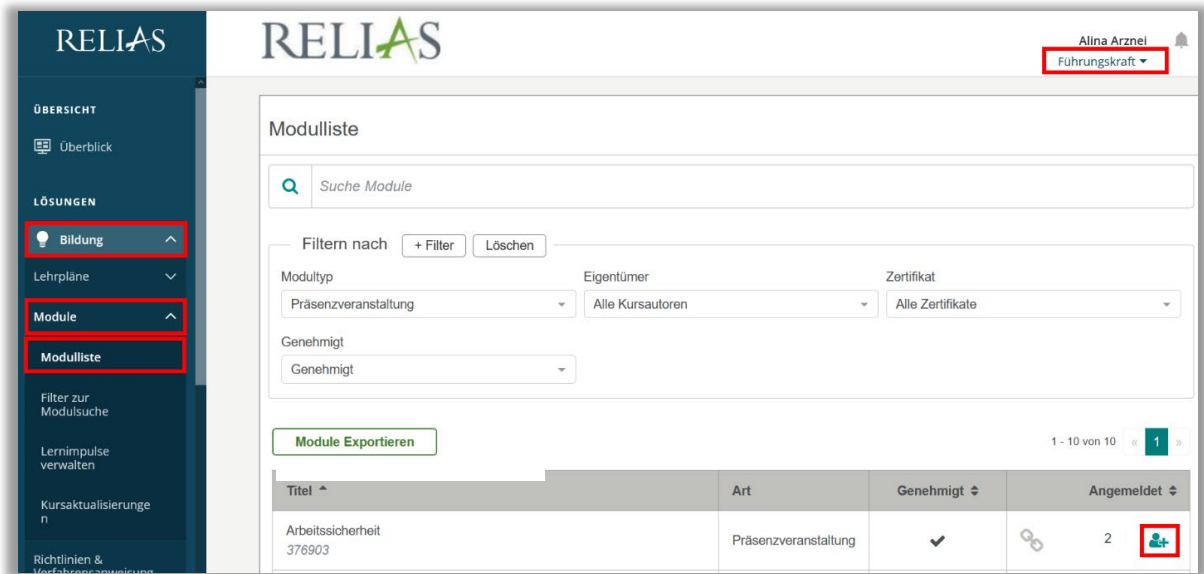 RELIAS
RELIAS
Alina Arznei
Führungskraft
ÜBERSICHT
Überblick
LÖSUNGEN
Bildung
Lehrpläne
Module
Modulliste
Filter zur
Modulsuche
Lernimpulse
verwalten
Kursaktualisierunge
n
Richtlinien &
Verfahrensanweisung
Modulliste
Suche Module
Filtern nach + Filter Löschen
Modultyp Eigentümer Zertifikat
Präsenzveranstaltung Alle Kursautoren Alle Zertifikate
Genehmigt
Genehmigt
Module Exportieren 1 - 10 von 10 « 1 »
Titel Art Genehmigt Angemeldet
Arbeitssicherheit
376903
Präsenzveranstaltung 2